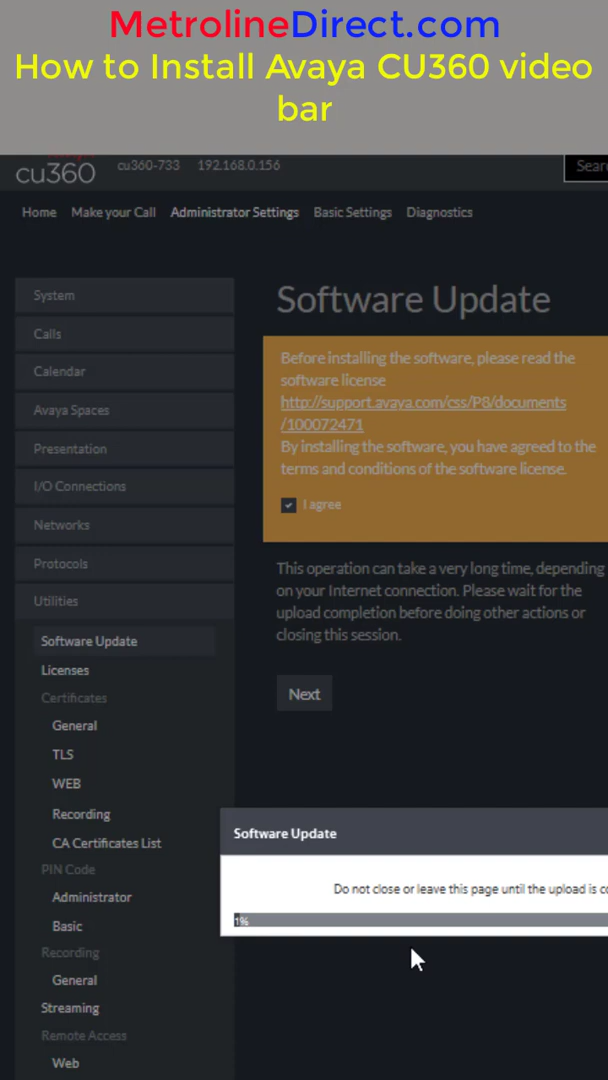 MetrolineDirect.com
How to Install Avaya CU360 video
bar
cu360
cu360-733
192.168.0.156
Sear
Home
Make your Call
Administrator Settings
Basic Settings
Diagnostics
System
Calls
Calendar
Avaya Spaces
Presentation
I/O Connections
Networks
Protocols
Utilities
Software Update
Licenses
Certificates
General
TLS
WEB
Recording
CA Certificates List
PIN Code
Administrator
Basic
Recording
General
Streaming
Remote Access
Web
Software Update
Before installing the software, please read the
software license
http://support.avaya.com/css/P8/documents
/100072471
By installing the software, you have agreed to the
terms and conditions of the software license.
I agree
This operation can take a very long time, depending
on your Internet connection. Please wait for the
upload completion before doing other actions or
closing this session.
Next
Software Update
Do not close or leave this page until the upload is co
1%